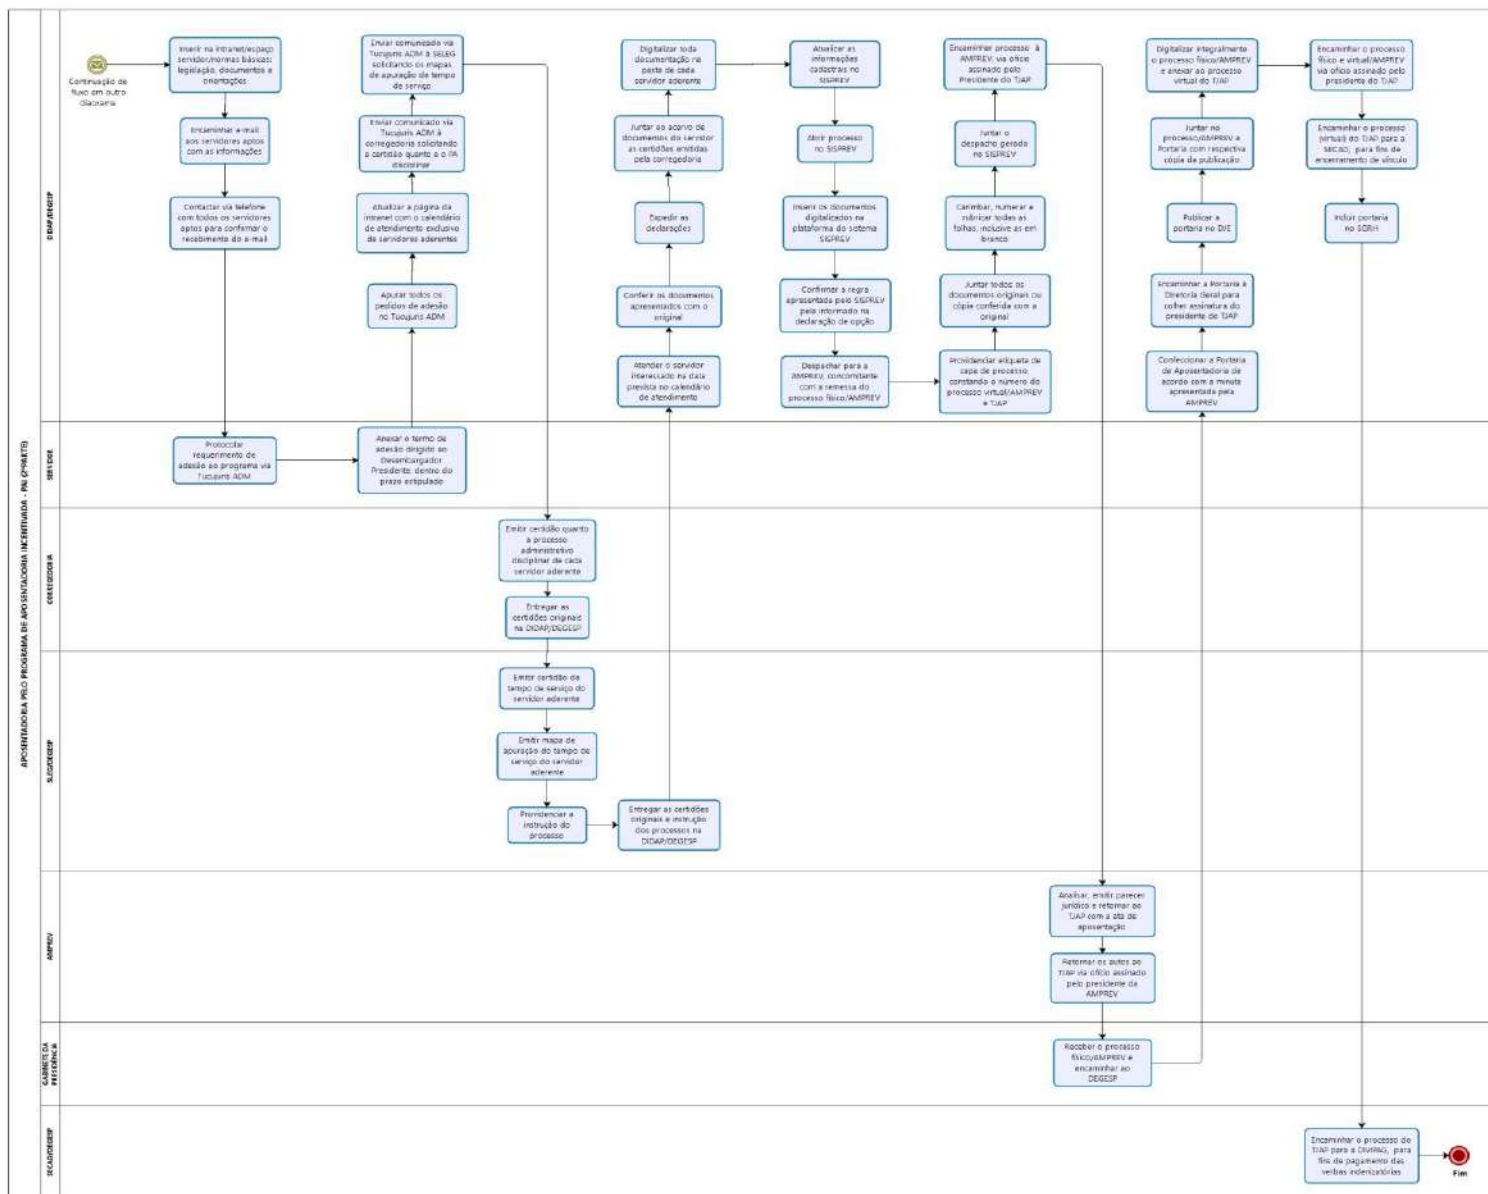 APOSENTADORIA PELO PROGRAMA DE APOSENTADORIA INCENTIVADA - PAI (2ªPARTE)
DIDAP/DEGESP
Continuação de
fluxo em outro
diagrama
Inserir na intranet/espaço
servidor/normas básicas:
legislação, documentos e
orientações
Encaminhar e-mail
aos servidores aptos
com as informações
Contactar via telefone
com todos os servidores
aptos para confirmar o
recebimento do e-mail
Enviar comunicado via
Tucujuris ADM à SELEG
solicitando os mapas
de apuração de tempo
de serviço
Enviar comunicado via
Tucujuris ADM à
corregedoria solicitando
a certidão quanto a o PA
disciplinar
Atualizar a página da
intranet com o calendário
de atendimento exclusivo
de servidores aderentes
Apurar todos os
pedidos de adesão
no Tucujuris ADM
Digitalizar toda
documentação na
pasta de cada
servidor aderente
Juntar ao acervo de
documentos do servidor
as certidões emitidas
pela corregedoria
Expedir as
declarações
Conferir os documentos
apresentados com o
original
Atender o servidor
interessado na data
prevista no calendário
de atendimento
Atualizar as
informações
cadastrais no
SISPREV
Abrir processo
no SISPREV
Inserir os documentos
digitalizados na
plataforma do sistema
SISPREV
Confirmar a regra
apresentada pelo SISPREV
pelo informado na
declaração de opção
Despachar para a
AMPREV, concomitante
com a remessa do
processo físico/AMPREV
Encaminhar processo à
AMPREV, via ofício
assinado pelo
Presidente do TJAP
Juntar o
despacho gerado
no SISPREV
Carimbar, numerar e
rubricar todas as
folhas, inclusive as em
branco
Juntar todos os
documentos originais ou
cópia conferida com a
original
Providenciar etiqueta de
capa de processo,
constando o número do
processo virtual/AMPREV
e TJAP
Digitalizar integralmente
o processo físico/AMPREV
e anexar ao processo
virtual do TJAP
Juntar no
processo/AMPREV a
Portaria com respectiva
cópia da publicação
Publicar a
portaria no DJE
Encaminhar a Portaria à
Diretoria Geral para
colher assinatura do
presidente do TJAP
Confeccionar a Portaria
de Aposentadoria de
acordo com a minuta
apresentada pela
AMPREV
Encaminhar o processo
físico e virtual/AMPREV
via ofício assinado pelo
presidente do TJAP
Encaminhar o processo
(virtual) do TJAP para a
SECAD, para fins de
encerramento de vínculo
Incluir portaria
no SGRH
SERVIDOR
Protocolar
requerimento de
adesão ao programa via
Tucujuris ADM
Anexar o termo de
adesão dirigido ao
Desembargador
Presidente, dentro do
prazo estipulado
CORREGEDORIA
Emitir certidão quanto
a processo
administrativo
disciplinar de cada
servidor aderente
Entregar as
certidões originais
na DIDAP/DEGESP
SLEG/DEGESP
Emitir certidão de
tempo de serviço do
servidor aderente
Emitir mapa de
apuração do tempo de
serviço do servidor
aderente
Providenciar a
instrução do
processo
Entregar as certidões
originais e instrução
dos processos na
DIDAP/DEGESP
AMPREV
Analisar, emitir parecer
jurídico e retornar ao
TJAP com a ata de
aposentação
Retornar os autos ao
TJAP via ofício assinado
pelo presidente da
AMPREV
GABINETE DA
PRESIDÊNCIA
Receber o processo
físico/AMPREV e
encaminhar ao
DEGESP
SECAD/DEGESP
Encaminhar o processo do
TJAP para a DIVIPAG, para
fins de pagamento das
verbas indenizatórias
Fim